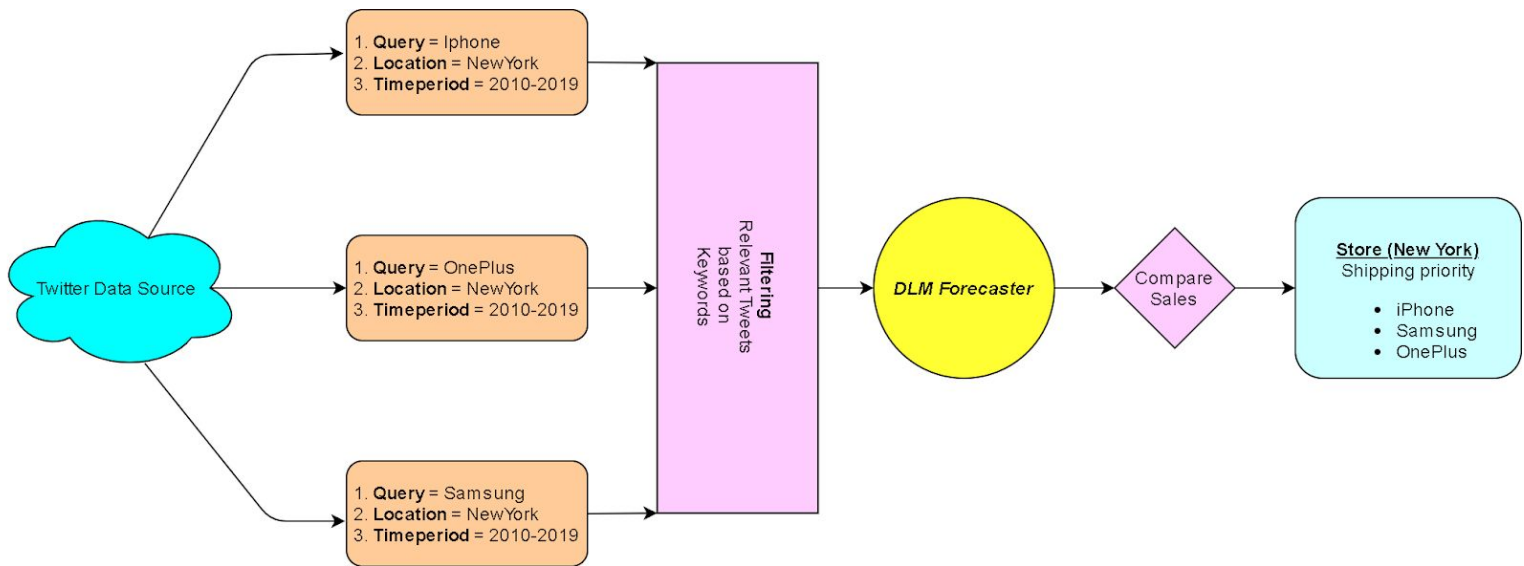 Twitter Data Source
1. Query = Iphone
2. Location = NewYork
3. Timeperiod = 2010-2019
1. Query = OnePlus
2. Location = NewYork
3. Timeperiod = 2010-2019
1. Query = Samsung
2. Location = NewYork
3. Timeperiod = 2010-2019
Filtering
Relevant Tweets
based on
Keywords
DLM Forecaster
Compare
Sales
Store (New York)
Shipping priority
• iPhone
• Samsung
• OnePlus